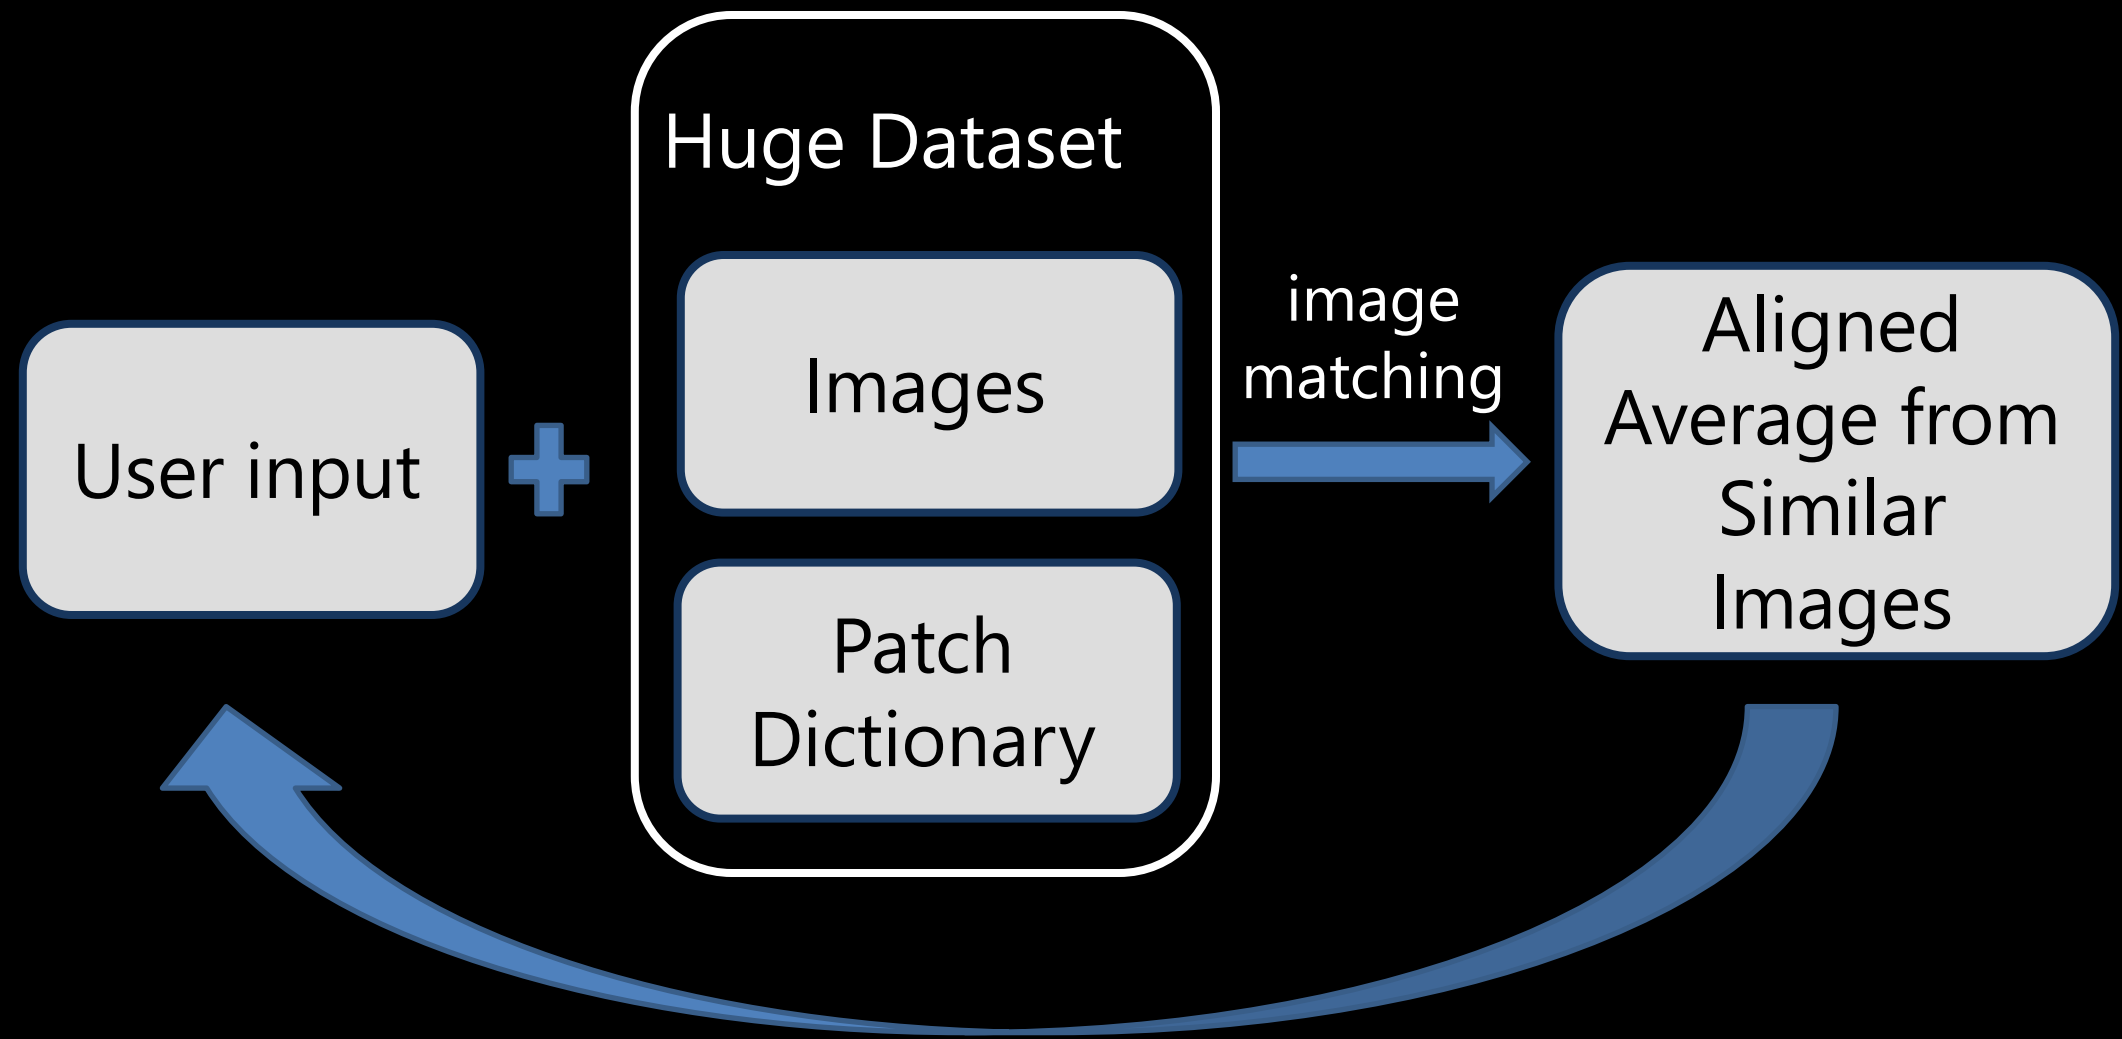 Huge Dataset
User input
Images
Patch
Dictionary
image
matching
Aligned
Average from
Similar
Images